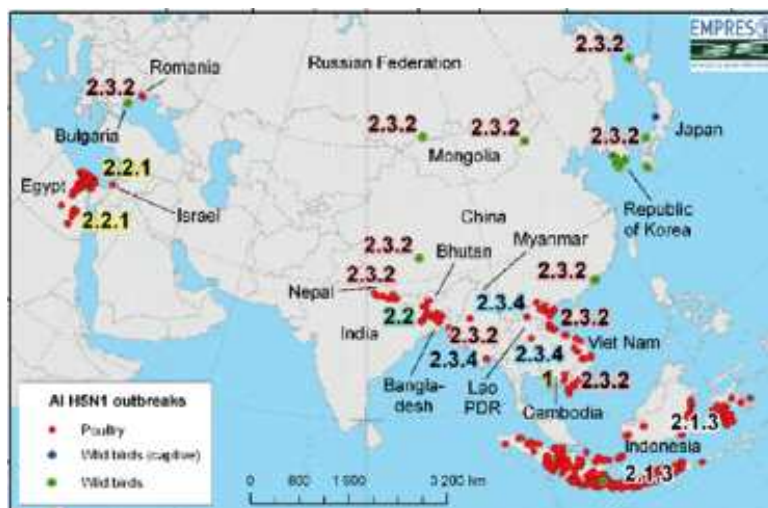 EMPRES
2.3.2
Romania
Russian Federation
2.3.2
Bulgaria
2.3.2
2.3.2
2.3.2
Japan
Mongolia
2.2.1
Egypt
Israel
2.2.1
Republic
of Korea
China
2.3.2
Bhutan
Myanmar
2.3.2
Nepal
2.3.2
2.3.4
2.2
India
2.3.2
2.3.2
Viet Nam
2.3.4
2.3.4
Bangla-
desh
Lao
PDR
1
2.3.2
Cambodia
2.1.3
Indonesia
2.1.3
AI H5N1 outbreaks
Poultry
Wild birds (captive)
Wild birds
0 800 1 600 3 200 km